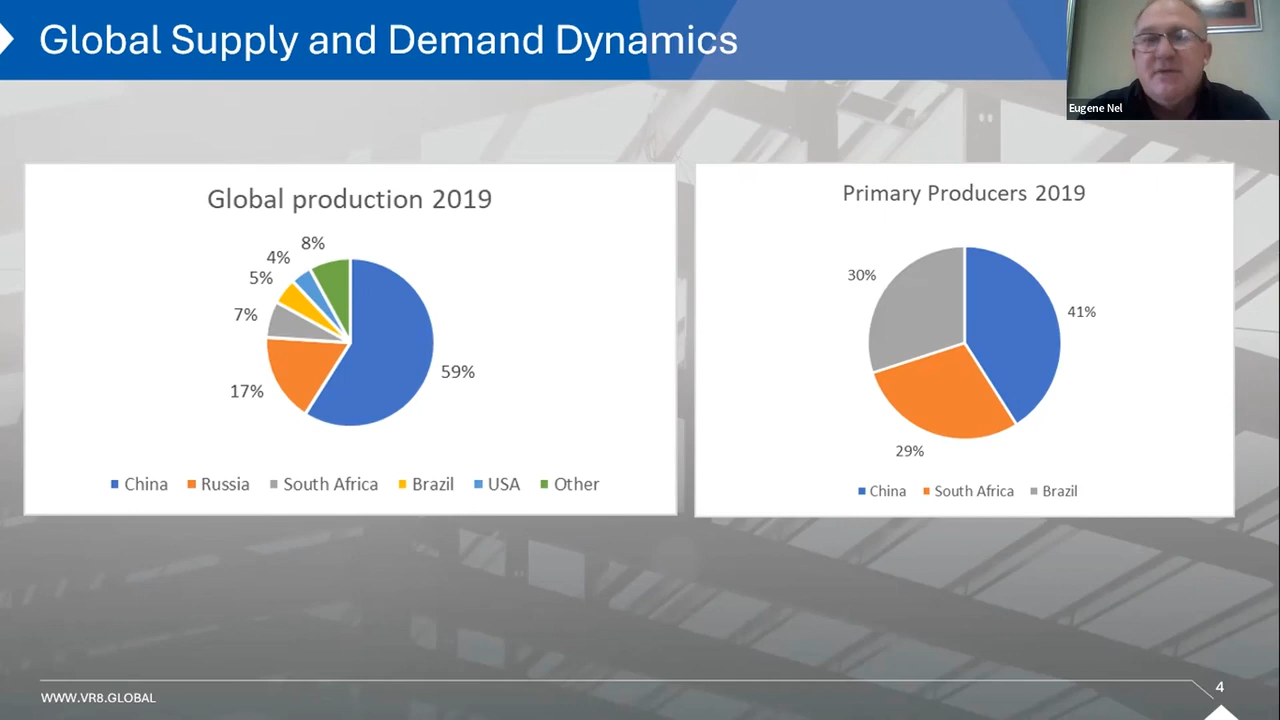 Global Supply and Demand Dynamics
Eugene Nel
Global production 2019
8%
4%
5%
7%
17%
59%
China Russia South Africa Brazil USA Other
Primary Producers 2019
30%
41%
29%
China South Africa Brazil
WWW.VR8.GLOBAL
4